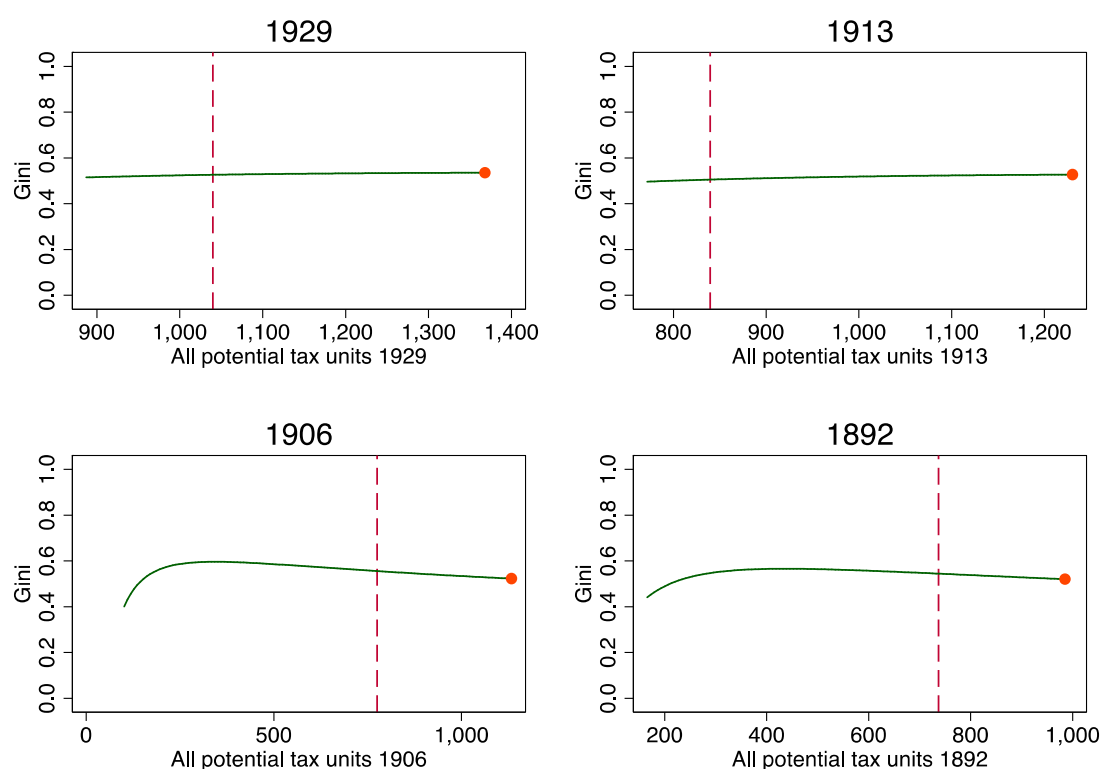 1929
Gini
1.0
0.8
0.6
0.4
0.2
0.0
900 1,000 1,100 1,200 1,300 1,400
All potential tax units 1929
1913
Gini
1.0
0.8
0.6
0.4
0.2
0.0
800 900 1,000 1,100 1,200
All potential tax units 1913
1906
Gini
1.0
0.8
0.6
0.4
0.2
0.0
0 500 1,000
All potential tax units 1906
1892
Gini
1.0
0.8
0.6
0.4
0.2
0.0
200 400 600 800 1,000
All potential tax units 1892